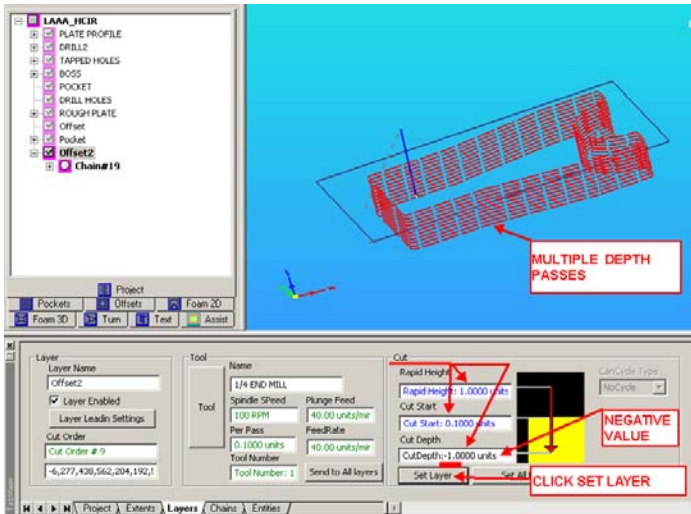 LAAA_HCIR
PLATE PROFILE
DRILL2
TAPPED HOLES
BOSS
POCKET
DRILL HOLES
ROUGH PLATE
Offset
Pocket
Offset2
Chain#19
Project
Pockets
Offsets
Foam 2D
Foam 3D
Turn
Text
Assist
MULTIPLE DEPTH
PASSES
Layer
Layer Name
Offset2
Layer Enabled
Layer Leadin Settings
Cut Order
Cut Order # 9
-6,277,438,562,204,192,
Tool
Tool
Name
1/4 END MILL
Spindle SPeed
Plunge Feed
100 RPM
40.00 units/mir
Per Pass
FeedRate
0.1000 units
40.00 units/mir
Tool Number
Tool Number: 1
Send to All layers
Cut
Rapid Height
Rapid Height: 1.0000 units
Cut Start
Cut Start: 0.1000 units
Cut Depth
CutDepth:-1.0000 units
Set Layer
Set All
CanCycle Type
NoCycle
NEGATIVE
VALUE
CLICK SET LAYER
Project
Extents
Layers
Chains
Entities